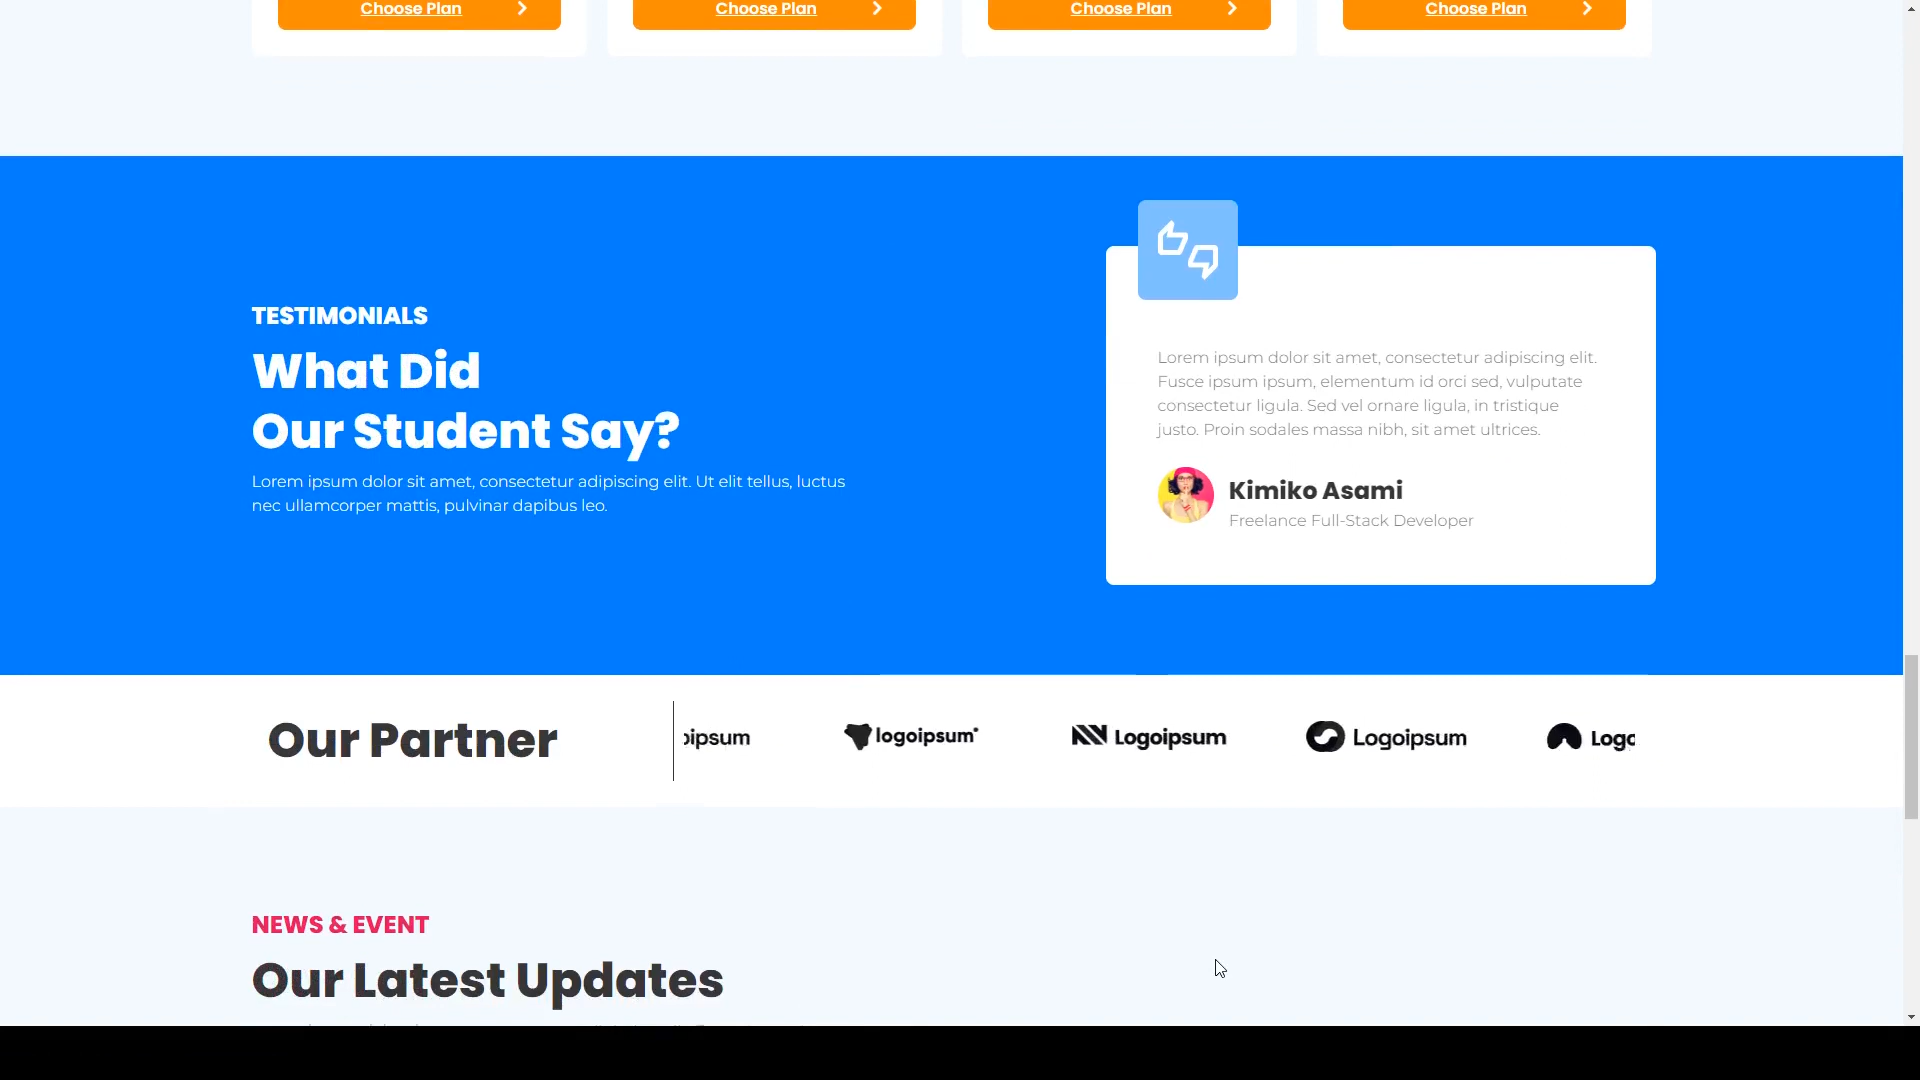 Choose Plan
Choose Plan
Choose Plan
Choose Plan
TESTIMONIALS
What Did
Our Student Say?
Lorem ipsum dolor sit amet, consectetur adipiscing elit. Ut elit tellus, luctus
nec ullamcorper mattis, pulvinar dapibus leo.
Lorem ipsum dolor sit amet, consectetur adipiscing elit.
Fusce ipsum ipsum, elementum id orci sed, vulputate
consectetur ligula. Sed vel ornare ligula, in tristique
justo. Proin sodales massa nibh, sit amet ultrices.
Kimiko Asami
Freelance Full-Stack Developer
Our Partner
ipsum
logoipsum
Logoipsum
Logoipsum
Logo
NEWS & EVENT
Our Latest Updates